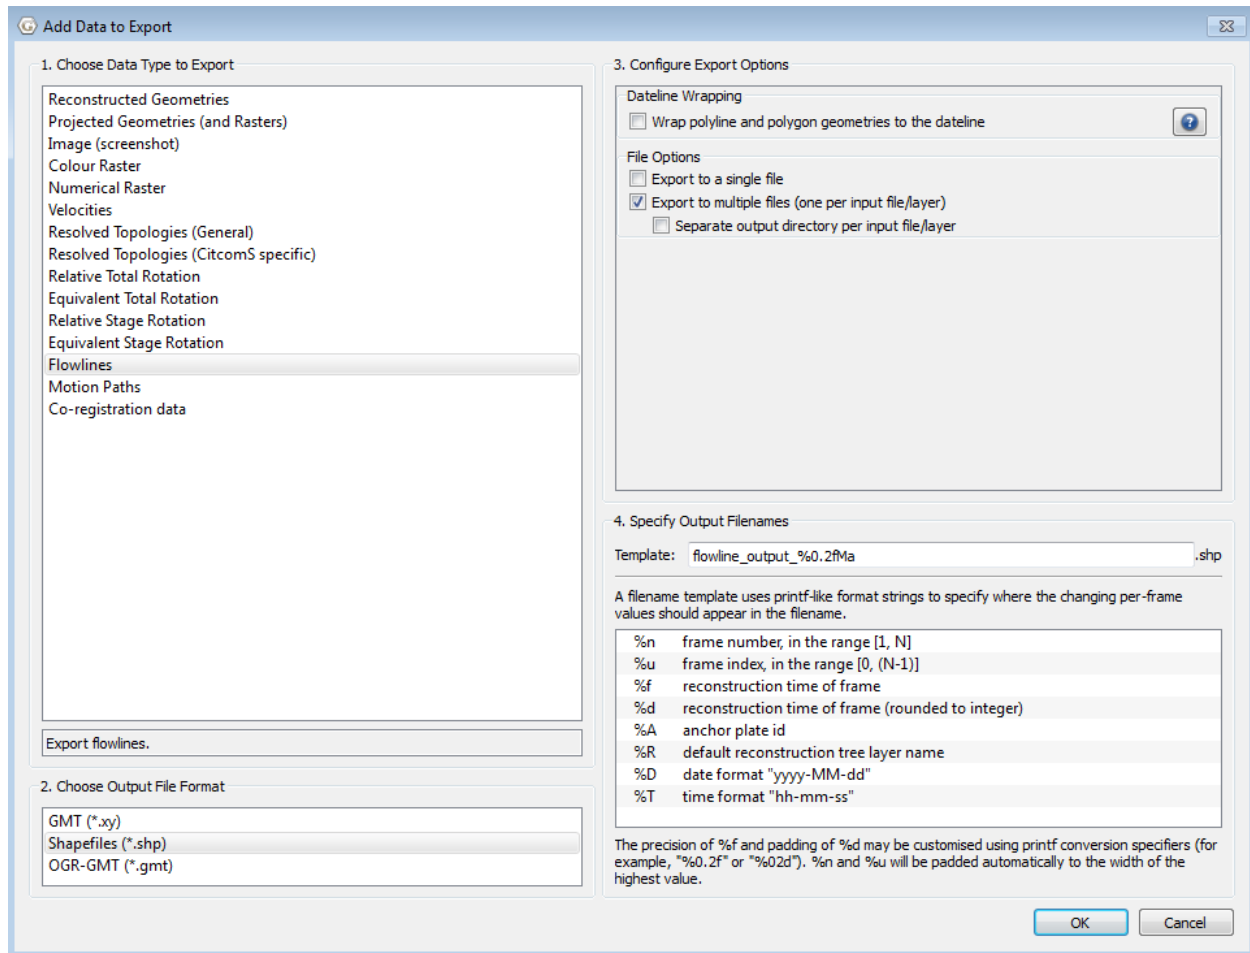 Add Data to Export
1. Choose Data Type to Export
Reconstructed Geometries
Projected Geometries (and Rasters)
Image (screenshot)
Colour Raster
Numerical Raster
Velocities
Resolved Topologies (General)
Resolved Topologies (CitcomS specific)
Relative Total Rotation
Equivalent Total Rotation
Relative Stage Rotation
Equivalent Stage Rotation
Flowlines
Motion Paths
Co-registration data
Export flowlines.
2. Choose Output File Format
GMT (*.xy)
Shapefiles (*.shp)
OGR-GMT (*.gmt)
3. Configure Export Options
Dateline Wrapping
Wrap polyline and polygon geometries to the dateline
?
File Options
Export to a single file
Export to multiple files (one per input file/layer)
Separate output directory per input file/layer
4. Specify Output Filenames
Template: flowline_output_%0.2fMa .shp
A filename template uses printf-like format strings to specify where the changing per-frame
values should appear in the filename.
%n frame number, in the range [1, N]
%u frame index, in the range [0, (N-1)]
%f reconstruction time of frame
%d reconstruction time of frame (rounded to integer)
%A anchor plate id
%R default reconstruction tree layer name
%D date format "yyyy-MM-dd"
%T time format "hh-mm-ss"
The precision of %f and padding of %d may be customised using printf conversion specifiers (for
example, "%0.2f" or "%02d"). %n and %u will be padded automatically to the width of the
highest value.
OK Cancel